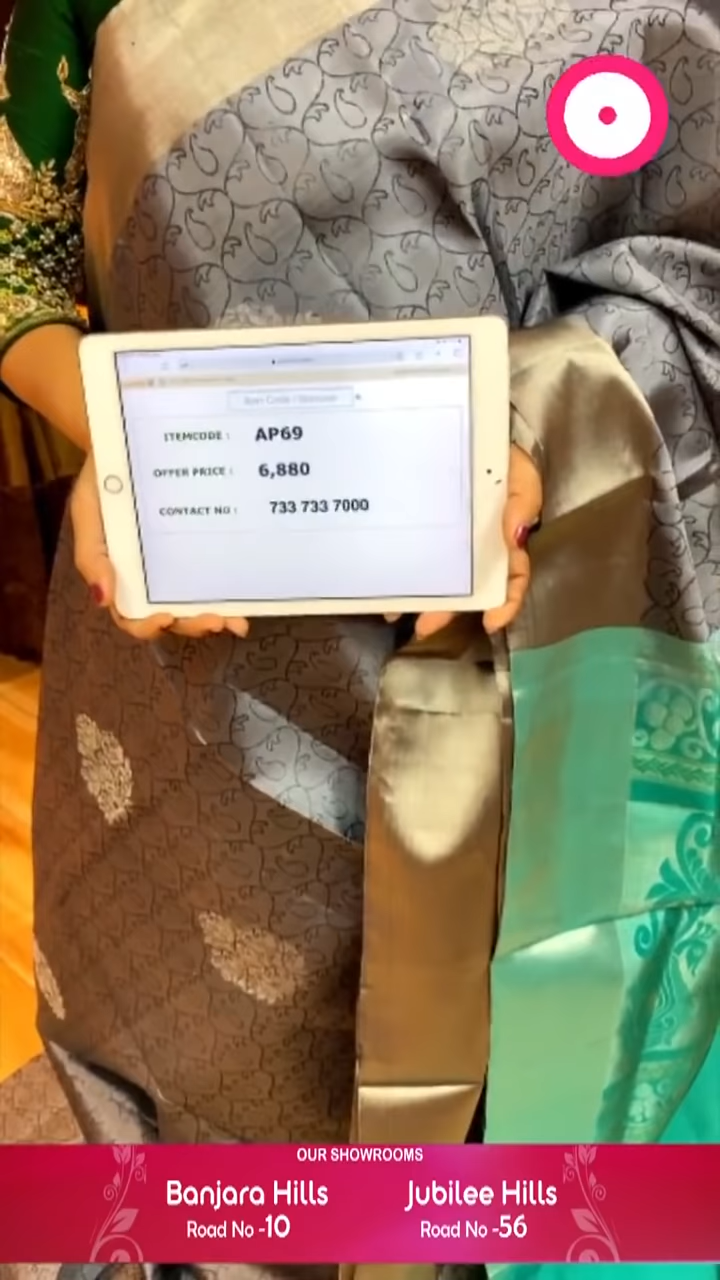 ITEMCODE : AP69
OFFER PRICE : 6,880
CONTACT NO : 733 733 7000
OUR SHOWROOMS
Banjara Hills Jubilee Hills
Road No -10 Road No -56